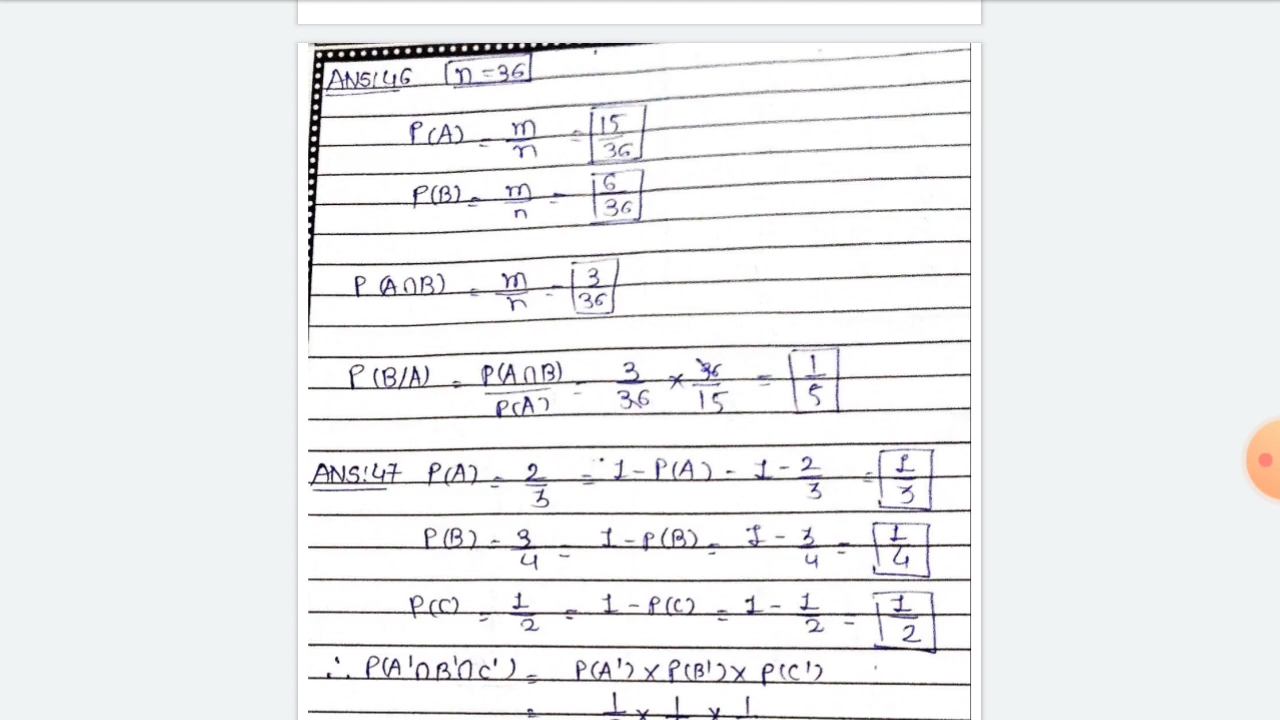 ANS:46 n=36
P(A) = m/n = 15/36
P(B) = m/n = 6/36
P(A∩B) = m/n = 3/36
P(B/A) = P(A∩B)/P(A) = 3/36 × 36/15 = 1/5
ANS:47 P(A) = 2/3 = 1-P(A) = 1-2/3 = 1/3
P(B) = 3/4 = 1-P(B) = 1-3/4 = 1/4
P(C) = 1/2 = 1-P(C) = 1-1/2 = 1/2
∴ P(A'∩B'∩C') = P(A') × P(B') × P(C')